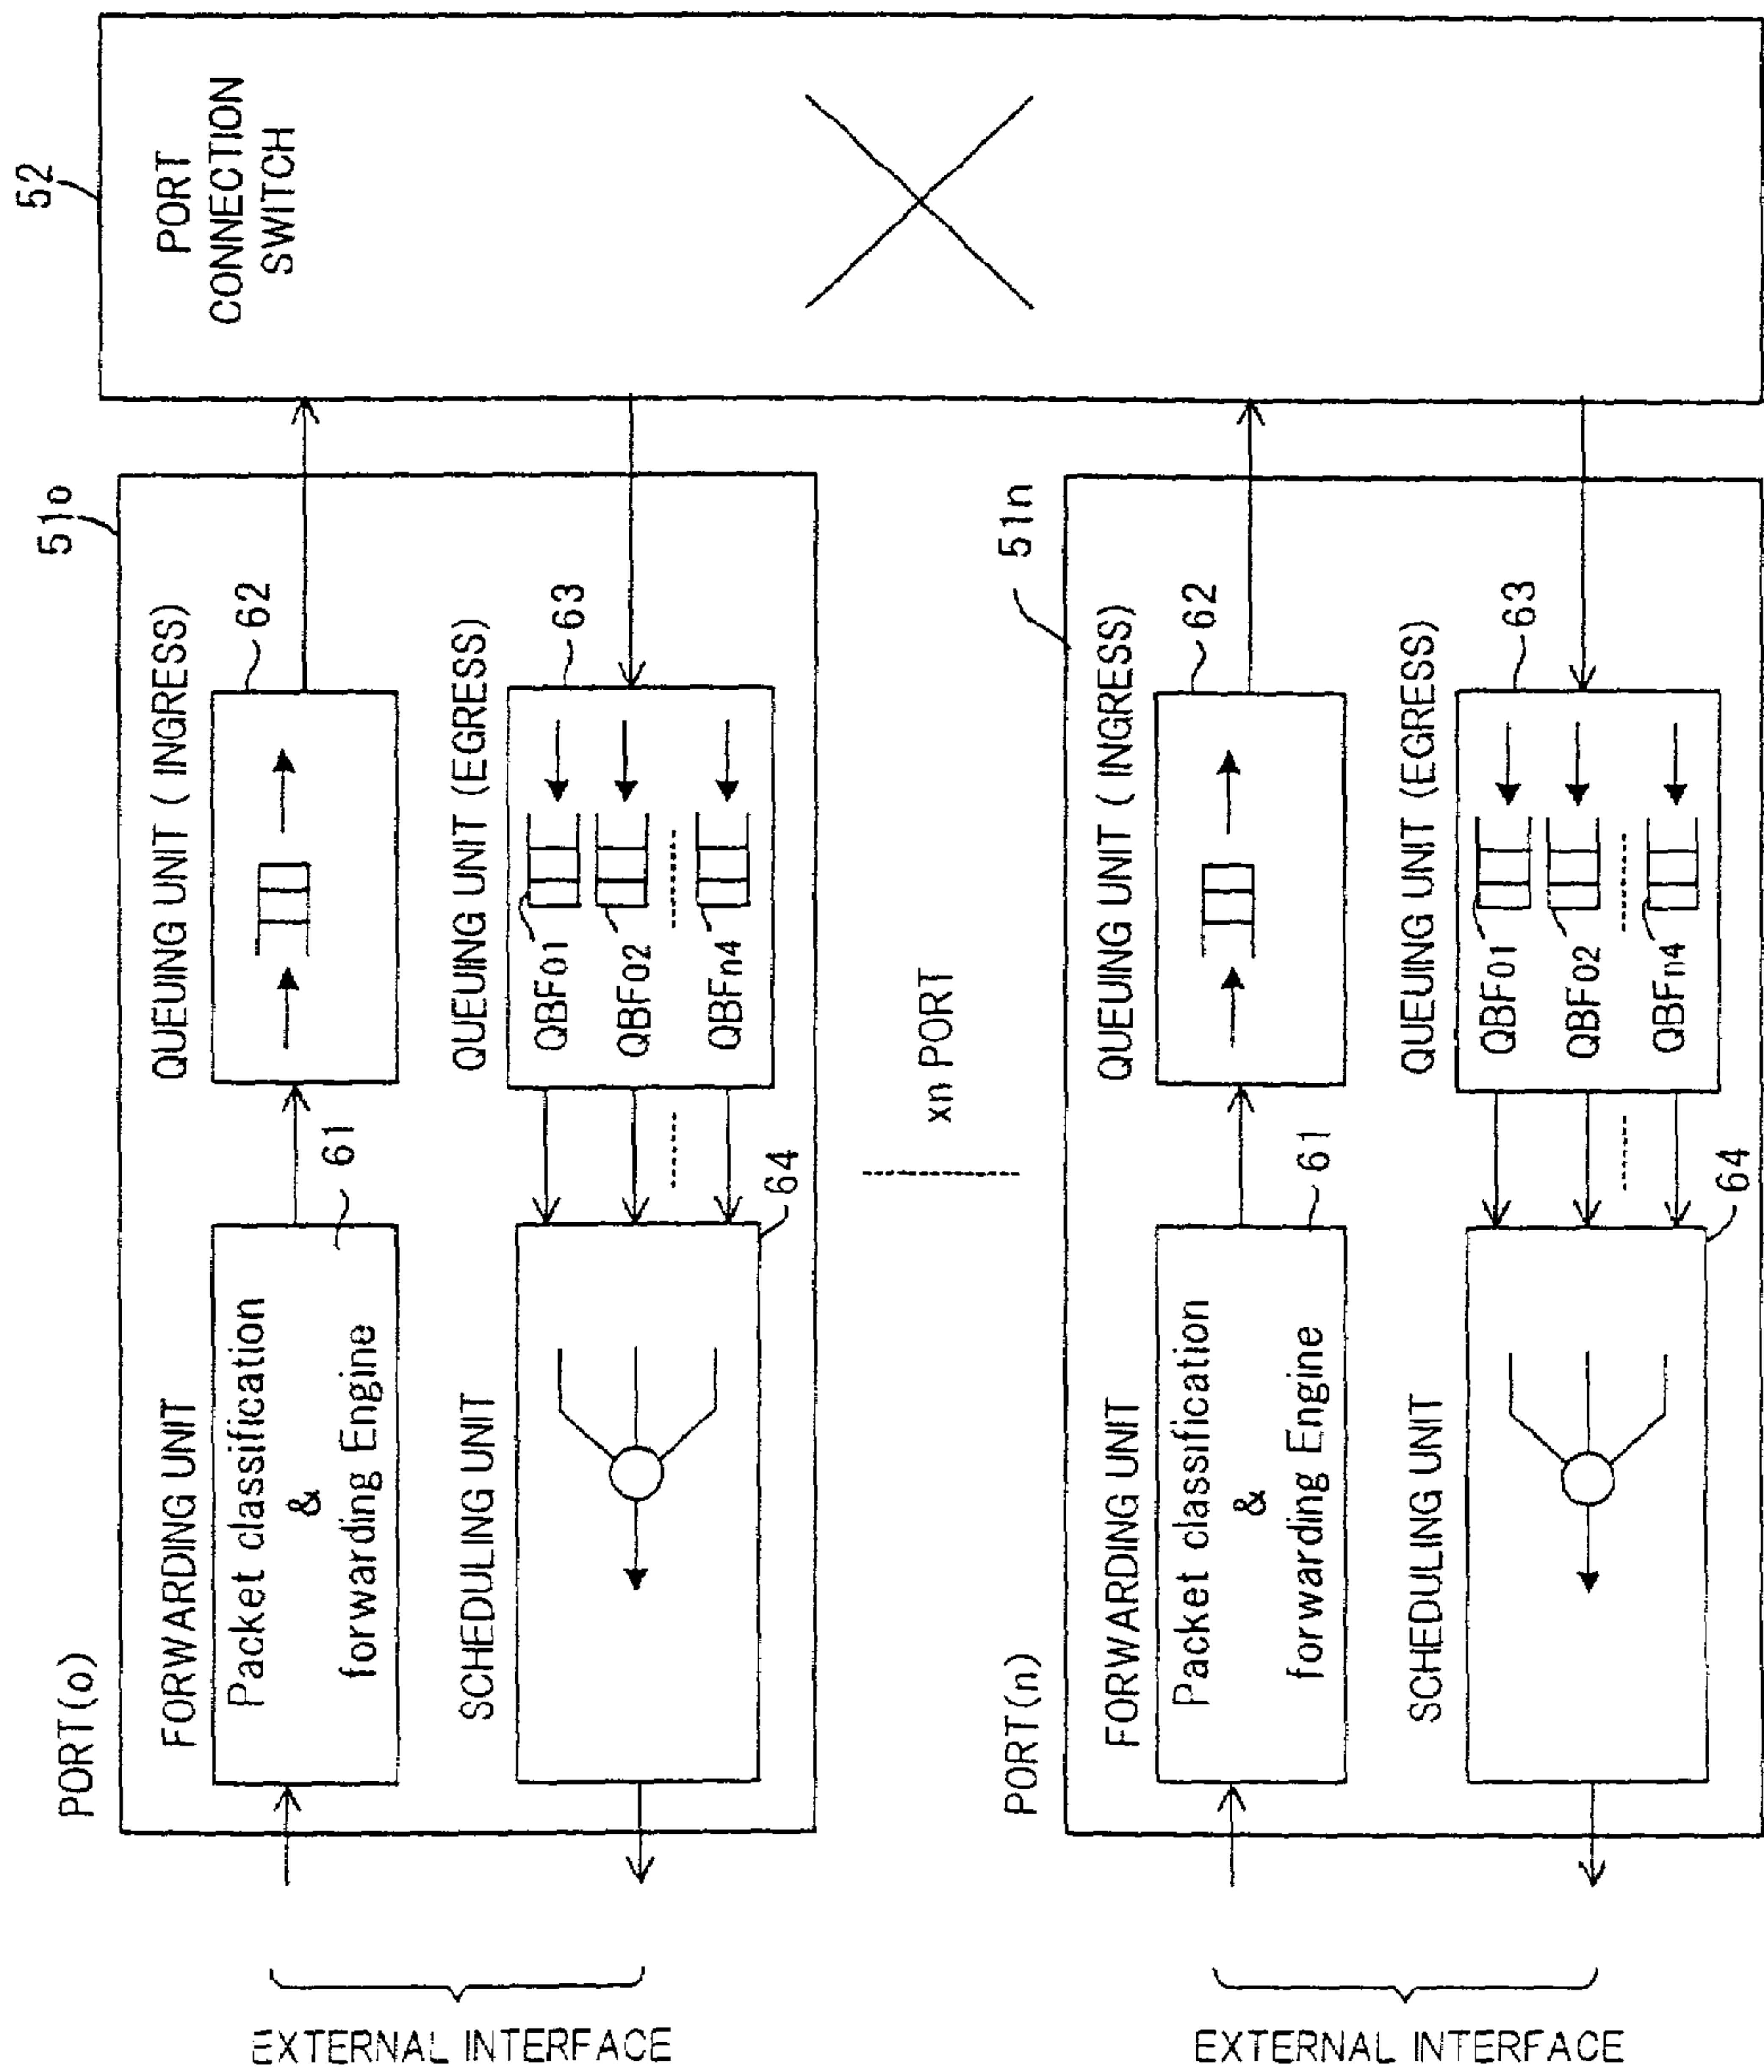 52
PORT
CONNECTION
SWITCH
PORT(o)
51o
FORWARDING UNIT
Packet classification
&
forwarding Engine
61
QUEUING UNIT ( INGRESS)
62
SCHEDULING UNIT
64
QUEUING UNIT (EGRESS)
63
QBF01
QBF02
QBFn4
EXTERNAL INTERFACE
xn PORT
PORT(n)
51n
FORWARDING UNIT
Packet classification
&
forwarding Engine
61
QUEUING UNIT ( INGRESS)
62
SCHEDULING UNIT
64
QUEUING UNIT (EGRESS)
63
QBF01
QBF02
QBFn4
EXTERNAL INTERFACE